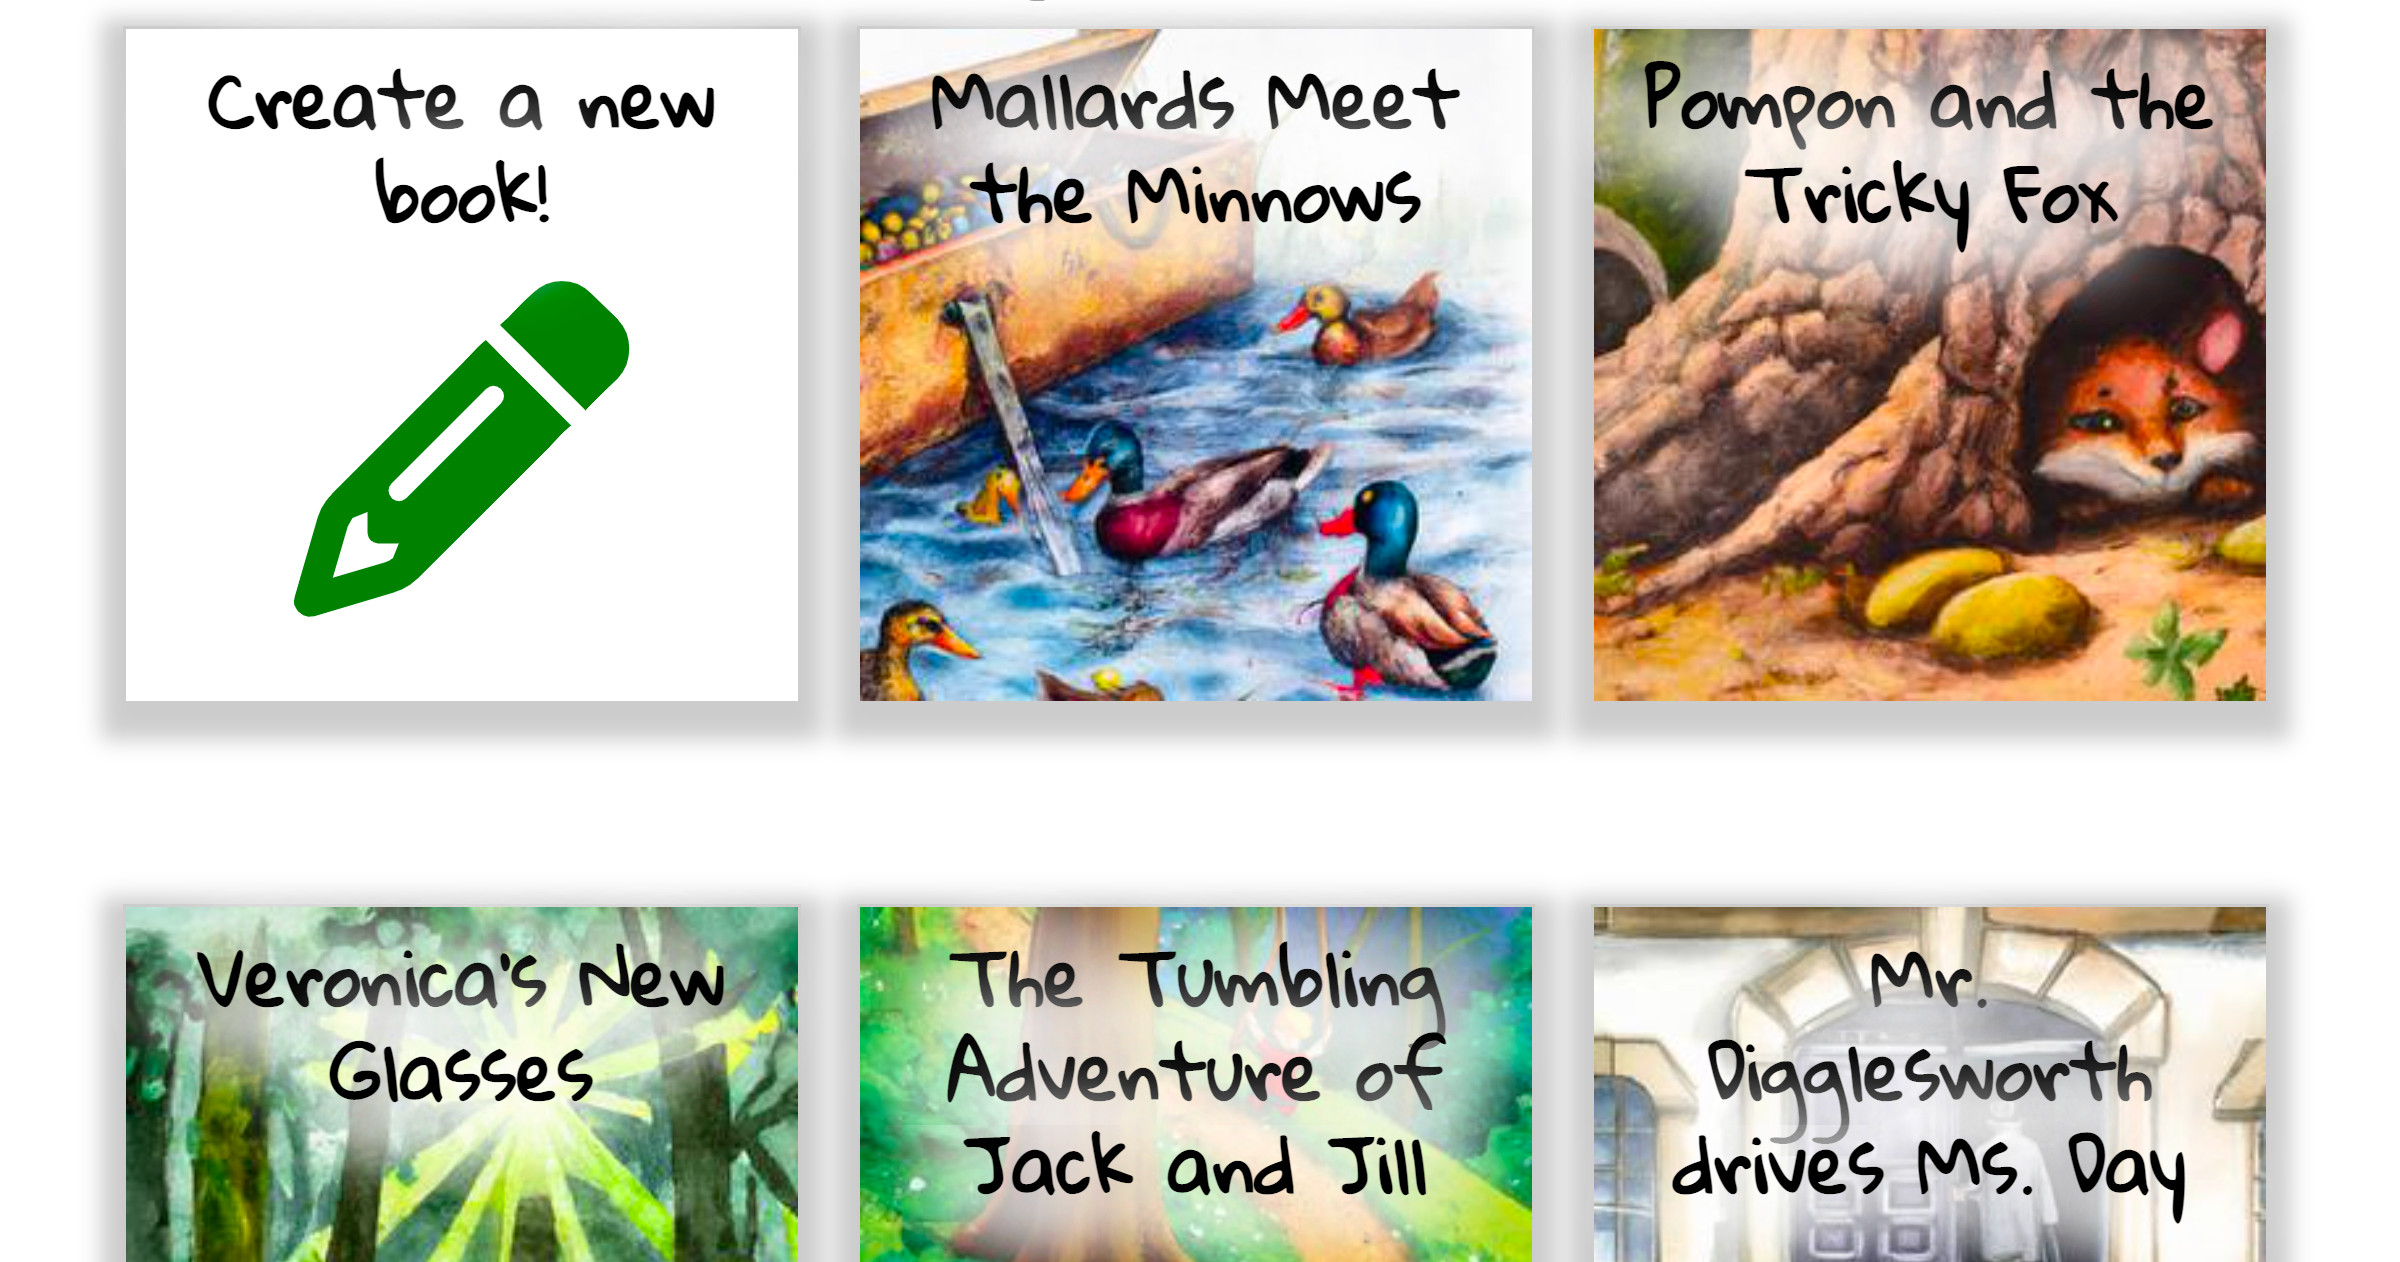 Create a new
book!
Mallards Meet
the Minnows
Pompon and the
Tricky Fox
Veronica's New
Glasses
The Tumbling
Adventure of
Jack and Jill
Mr.
Digglesworth
drives Ms. Day